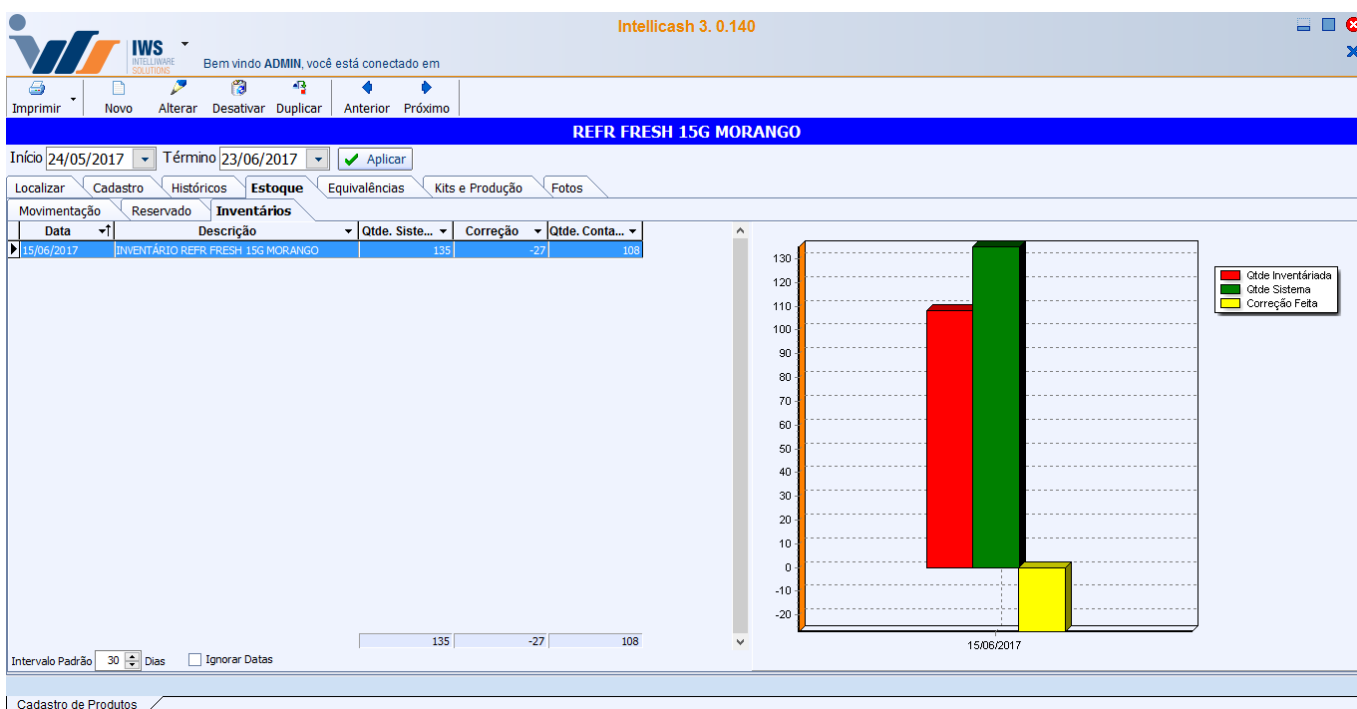 Intellicash 3. 0.140
IWS
INTELLIWARE
SOLUTIONS
Bem vindo ADMIN, você está conectado em
Imprimir Novo Alterar Desativar Duplicar Anterior Próximo
REFR FRESH 15G MORANGO
Início 24/05/2017 Término 23/06/2017 Aplicar
Localizar Cadastro Históricos Estoque Equivalências Kits e Produção Fotos
Movimentação Reservado Inventários
Data Descrição Qtde. Siste... Correção Qtde. Conta...
15/06/2017 INVENTÁRIO REFR FRESH 15G MORANGO 135 -27 108
135 -27 108
Intervalo Padrão 30 Dias Ignorar Datas
130
120
110
100
90
80
70
60
50
40
30
20
10
0
-10
-20
15/06/2017
Qtde Inventáriada
Qtde Sistema
Correção Feita
Cadastro de Produtos